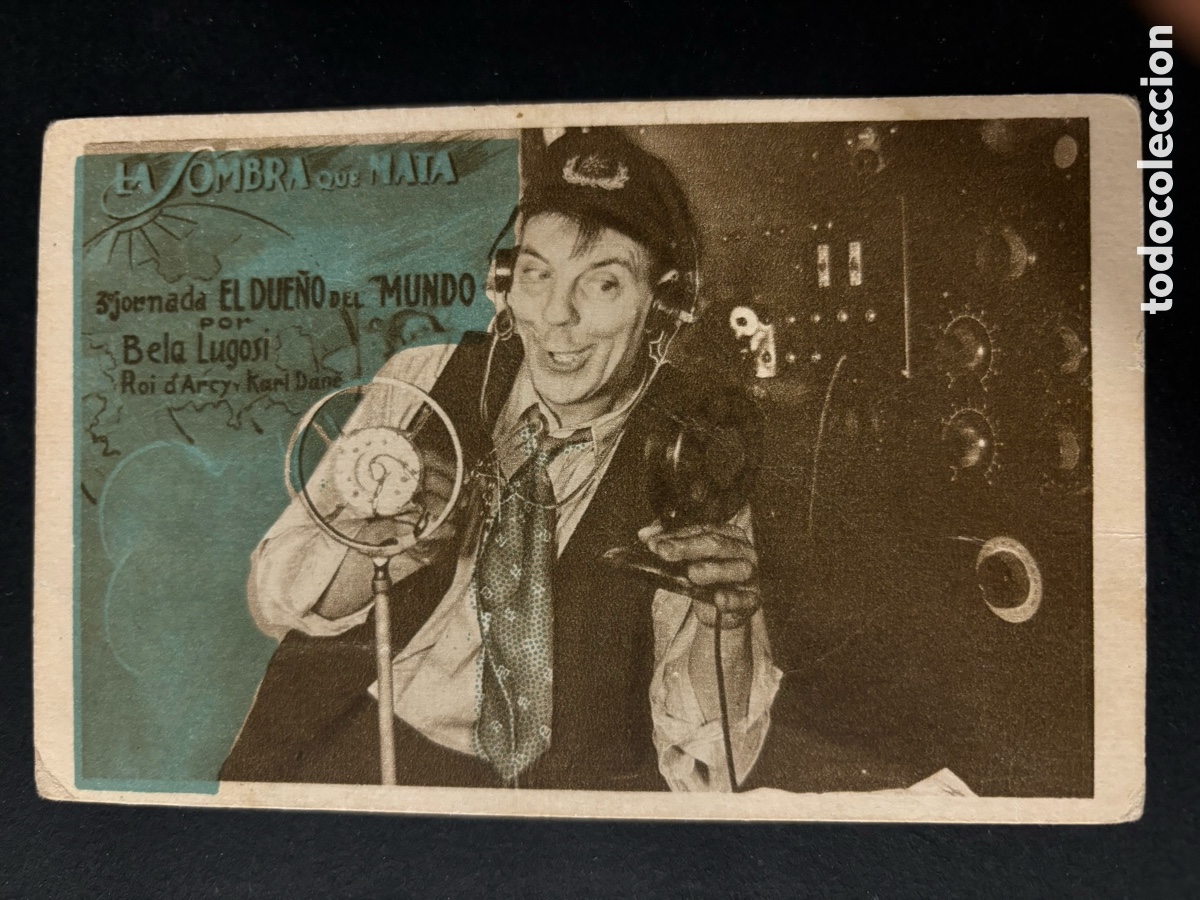 LA SOMBRA QUE MATA
3ª jornada EL DUEÑO DEL MUNDO
por
Bela Lugosi
Roi d'Arcy y Karl Dane
todocoleccion